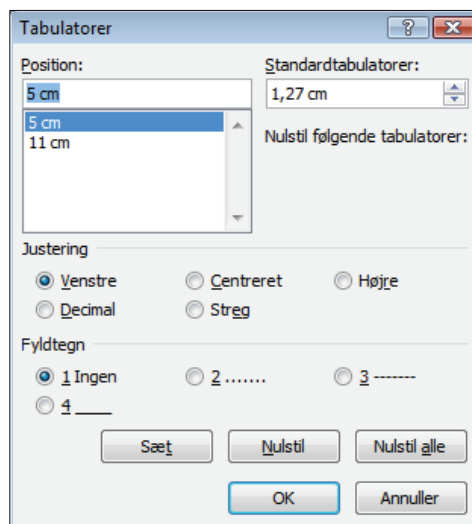 Tabulatorer
Position: Standardtabulatorer:
5 cm 1,27 cm
5 cm
11 cm
Nulstil følgende tabulatorer:
Justering
Venstre Centreret Højre
Decimal Streg
Fyldtegn
1 Ingen 2 ....... 3 -------
4 ____
Sæt Nulstil Nulstil alle
OK Annuller